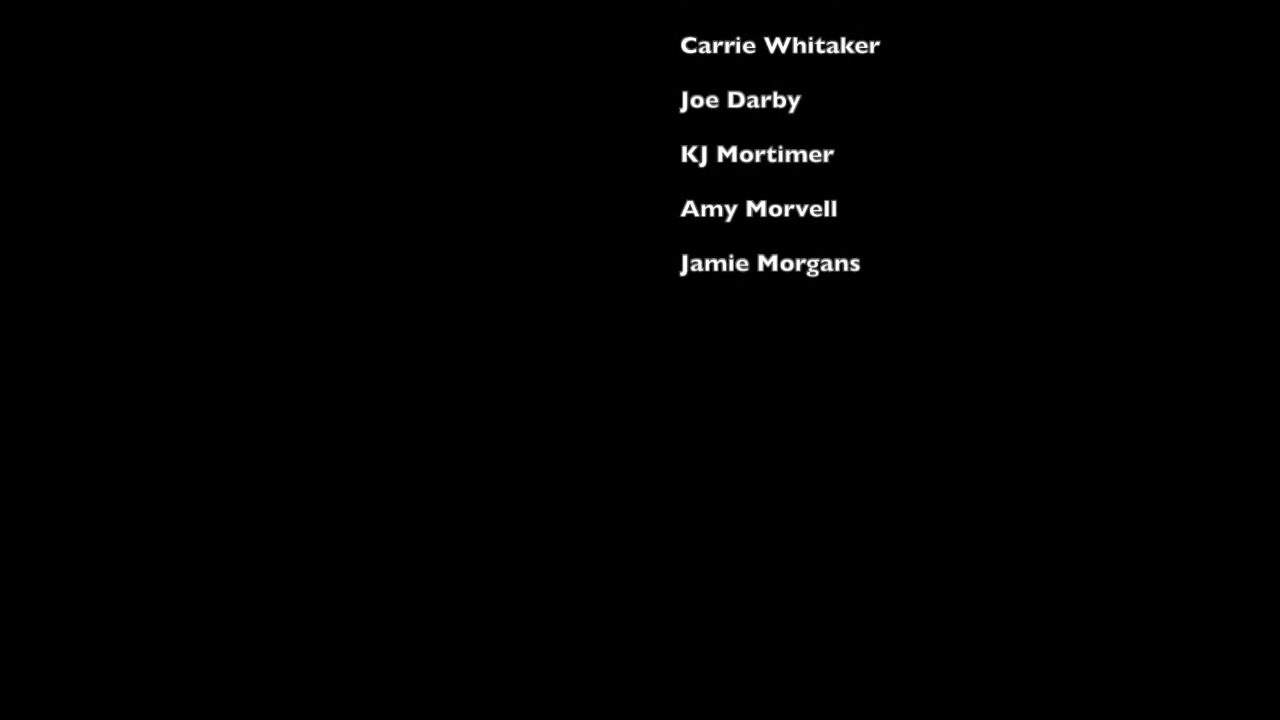 Carrie Whitaker
Joe Darby
KJ Mortimer
Amy Morvell
Jamie Morgans